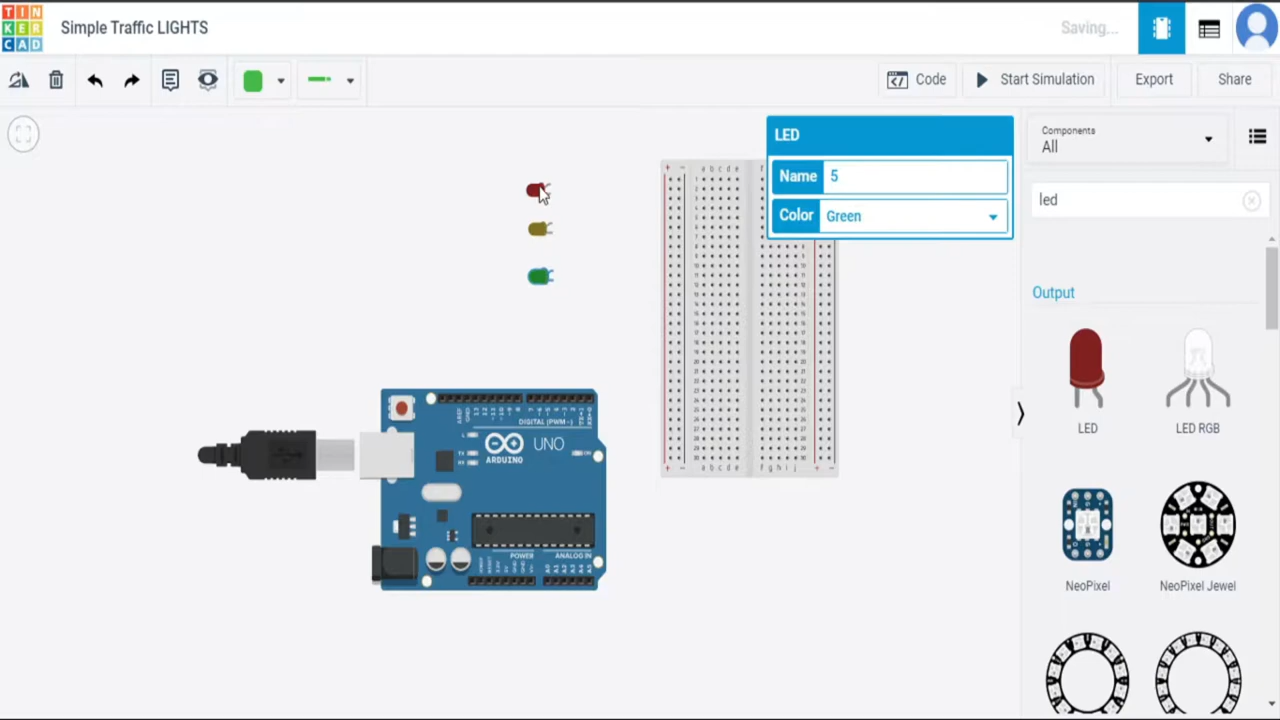 TIN
KER
CAD
Simple Traffic LIGHTS
Saving...
Code
Start Simulation
Export
Share
LED
Name 5
Color Green
Components
All
led
Output
LED
LED RGB
NeoPixel
NeoPixel Jewel
DIGITAL (PWM~)
UNO
ARDUINO
POWER
ANALOG IN